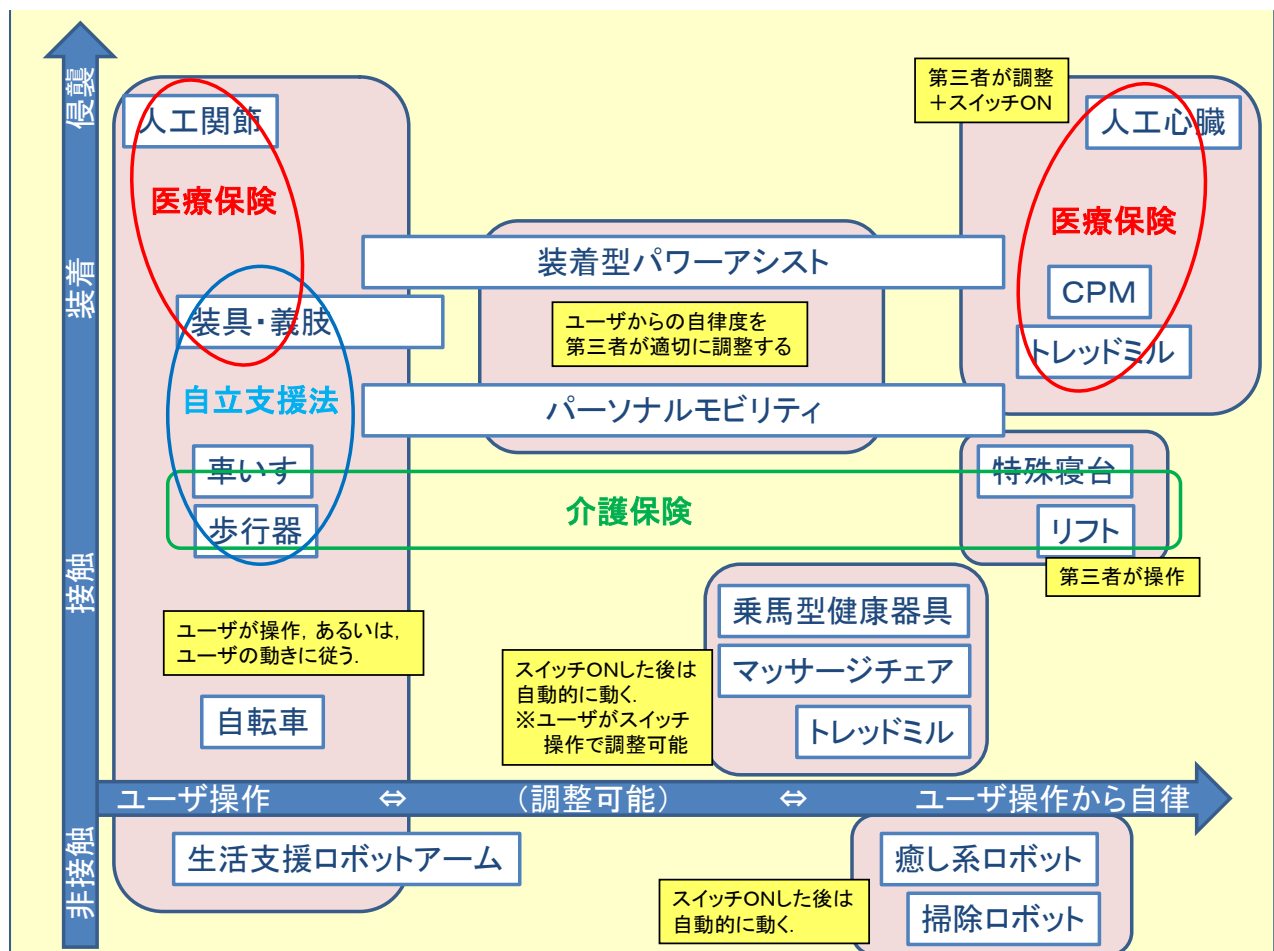 侵襲
装着
接触
非接触
第三者が調整
＋スイッチON
人工関節
人工心臓
医療保険
医療保険
装着型パワーアシスト
CPM
装具・義肢
ユーザからの自律度を
第三者が適切に調整する
トレッドミル
自立支援法
パーソナルモビリティ
車いす
特殊寝台
介護保険
歩行器
リフト
第三者が操作
乗馬型健康器具
ユーザが操作，あるいは，
ユーザの動きに従う．
マッサージチェア
スイッチONした後は
自動的に動く．
※ユーザがスイッチ
操作で調整可能
自転車
トレッドミル
ユーザ操作 ⇔ （調整可能） ⇔ ユーザ操作から自律
生活支援ロボットアーム
癒し系ロボット
スイッチONした後は
自動的に動く．
掃除ロボット